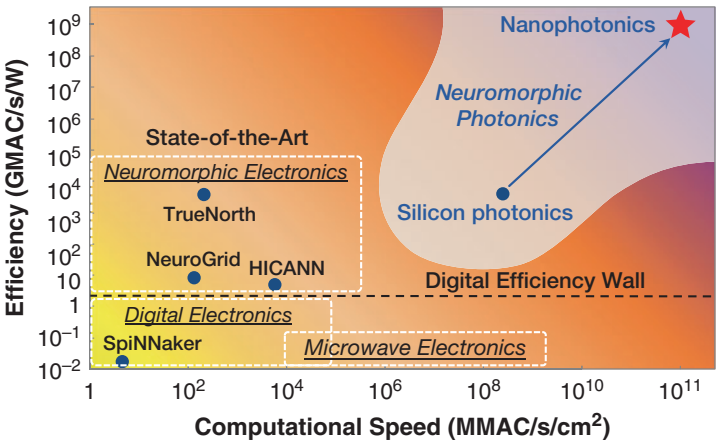 Efficiency (GMAC/s/W)
10⁹
10⁸
10⁷
10⁶
10⁵
10⁴
10³
10²
10
1
10⁻¹
10⁻²
Nanophotonics
Neuromorphic
Photonics
State-of-the-Art
Neuromorphic Electronics
TrueNorth
Silicon photonics
NeuroGrid
HICANN
Digital Efficiency Wall
Digital Electronics
SpiNNaker
Microwave Electronics
1 10² 10⁴ 10⁶ 10⁸ 10¹⁰ 10¹¹
Computational Speed (MMAC/s/cm²)